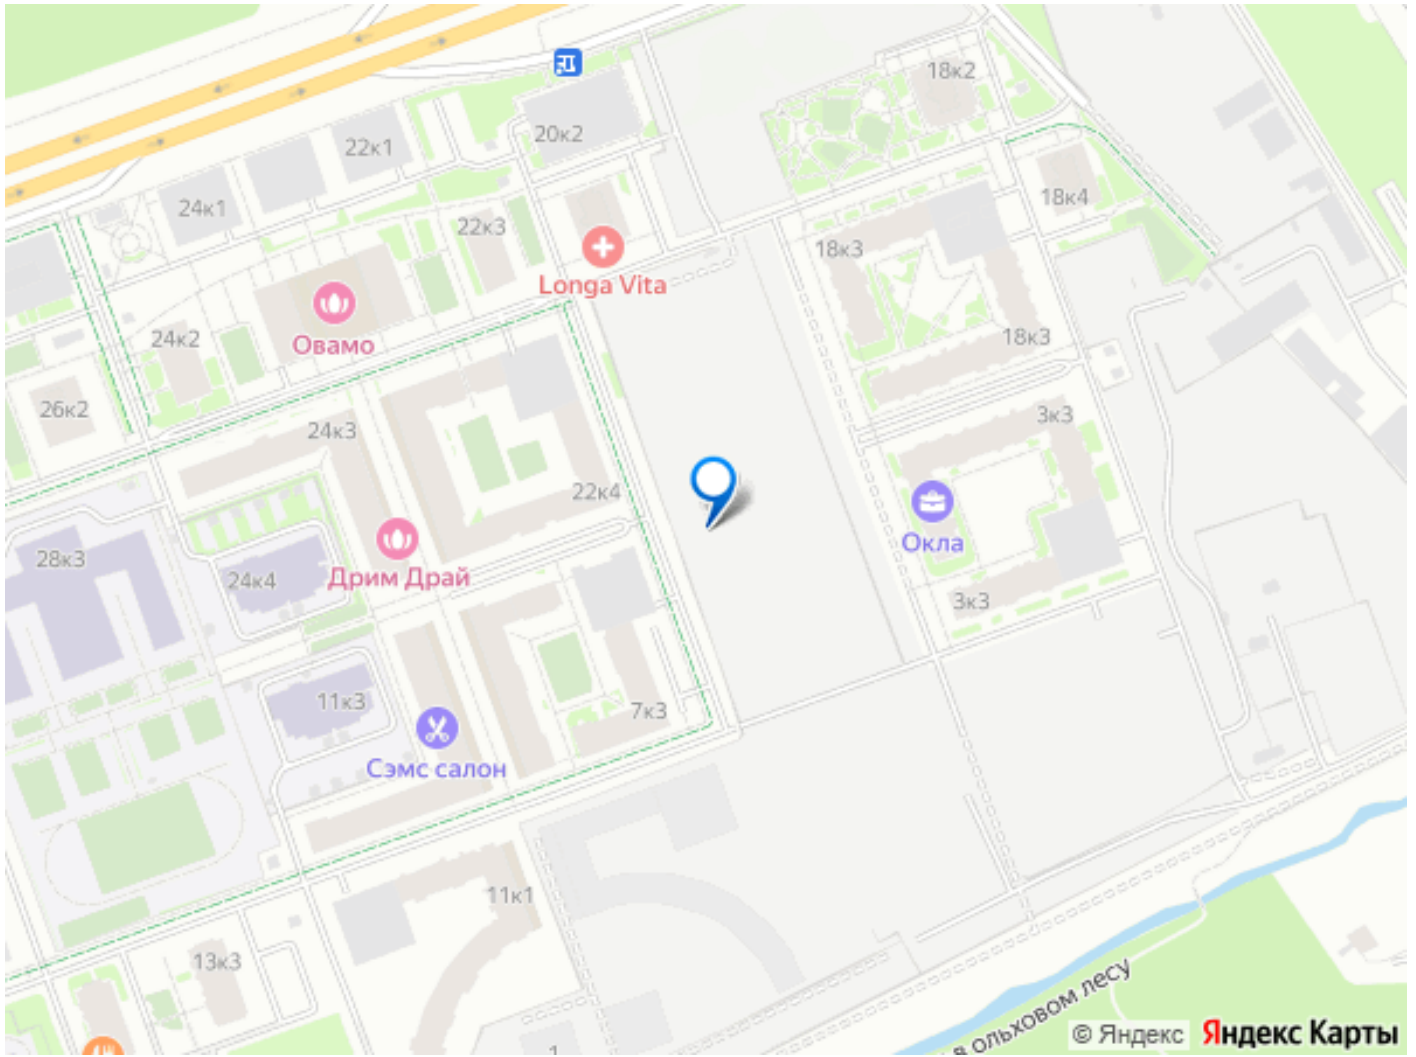 18к2
20к2
22к1
18к4
24к1
22к3
18к3
Longa Vita
Овамо
24к2
18к3
26к2
3к3
24к3
22к4
Окла
28к3
Дрим Драй
24к4
3к3
11к3
7к3
Сэмс салон
11к1
13к3
в ольховом лесу
1
© Яндекс Яндекс Карты